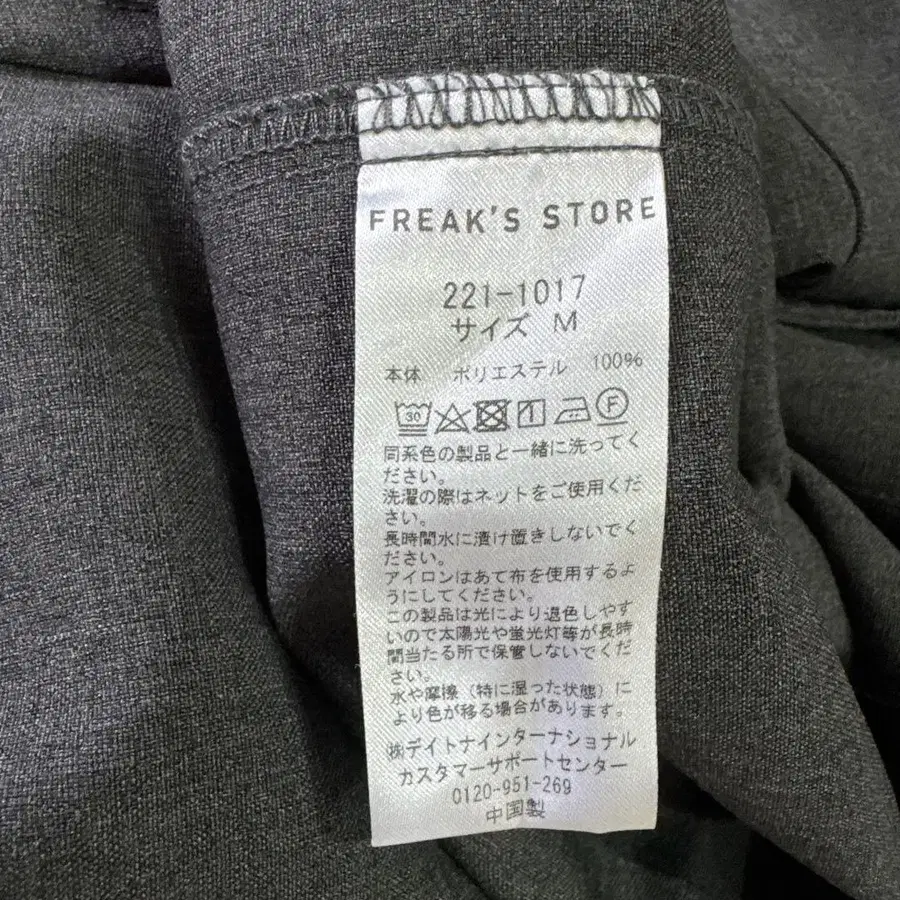 FREAK'S STORE
221-1017
サイズ M
本体 ポリエステル 100%
30 F
同系色の製品と一緒に洗ってく
ださい。
洗濯の際はネットをご使用くだ
さい。
長時間水に漬け置きしないでく
ださい。
アイロンはあて布を使用するよ
うにしてください。
この製品は光により退色しやす
いので太陽光や蛍光灯等が長時
間当たる所で保管しないでくだ
さい。
水や摩擦（特に湿った状態）に
より色が移る場合があります。
㈱デイトナインターナショナル
カスタマーサポートセンター
0120-951-269
中国製